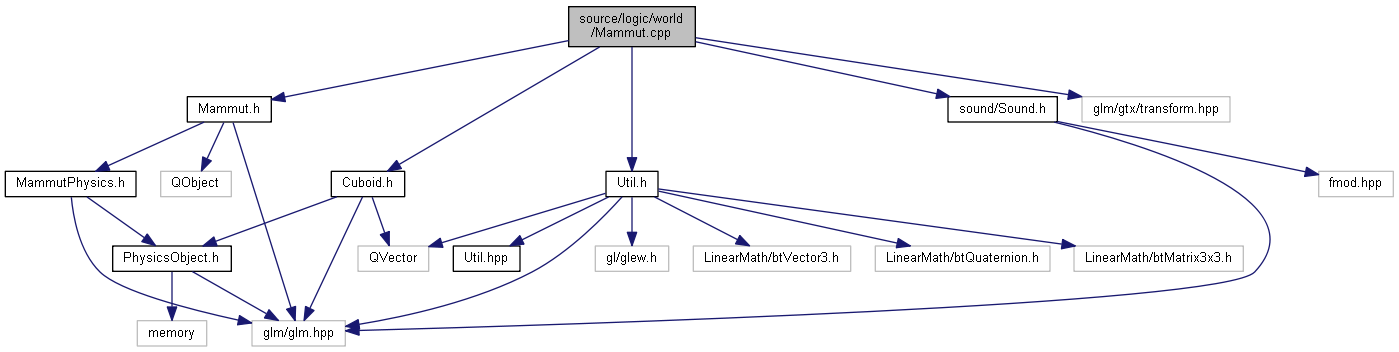 source/logic/world
/Mammut.cpp
Mammut.h
sound/Sound.h
glm/gtx/transform.hpp
MammutPhysics.h
QObject
Cuboid.h
Util.h
fmod.hpp
PhysicsObject.h
QVector
Util.hpp
gl/glew.h
LinearMath/btVector3.h
LinearMath/btQuaternion.h
LinearMath/btMatrix3x3.h
memory
glm/glm.hpp